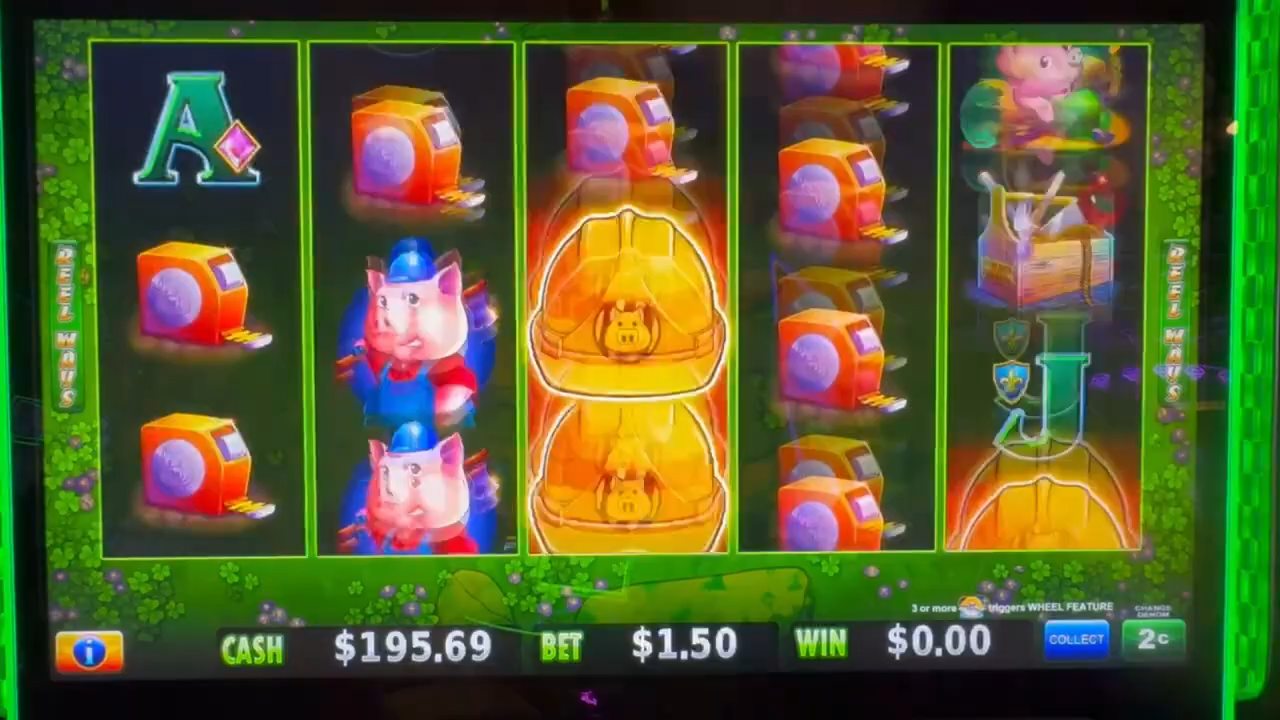 A
REEL WAYS
REEL WAYS
J
3 or more triggers WHEEL FEATURE
CHANGE DENOM
CASH $195.69 BET $1.50 WIN $0.00 COLLECT 2¢